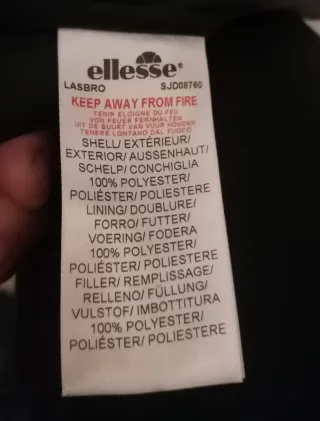 ellesse
LASBRO SJD08760
KEEP AWAY FROM FIRE
TENIR ELOIGNE DU FEU
VON FEUER FERNHALTEN
UIT DE BUURT VAN VUUR HOUDEN
TENERE LONTANO DAL FUOCO
SHELL/ EXTÉRIEUR/
EXTERIOR/ AUSSENHAUT/
SCHELP/ CONCHIGLIA
100% POLYESTER/
POLIÉSTER/ POLIESTERE
LINING/ DOUBLURE/
FORRO/ FUTTER/
VOERING/ FODERA
100% POLYESTER/
POLIÉSTER/ POLIESTERE
FILLER/ REMPLISSAGE/
RELLENO/ FÜLLUNG/
VULSTOF/ IMBOTTITURA
100% POLYESTER/
POLIÉSTER/ POLIESTERE